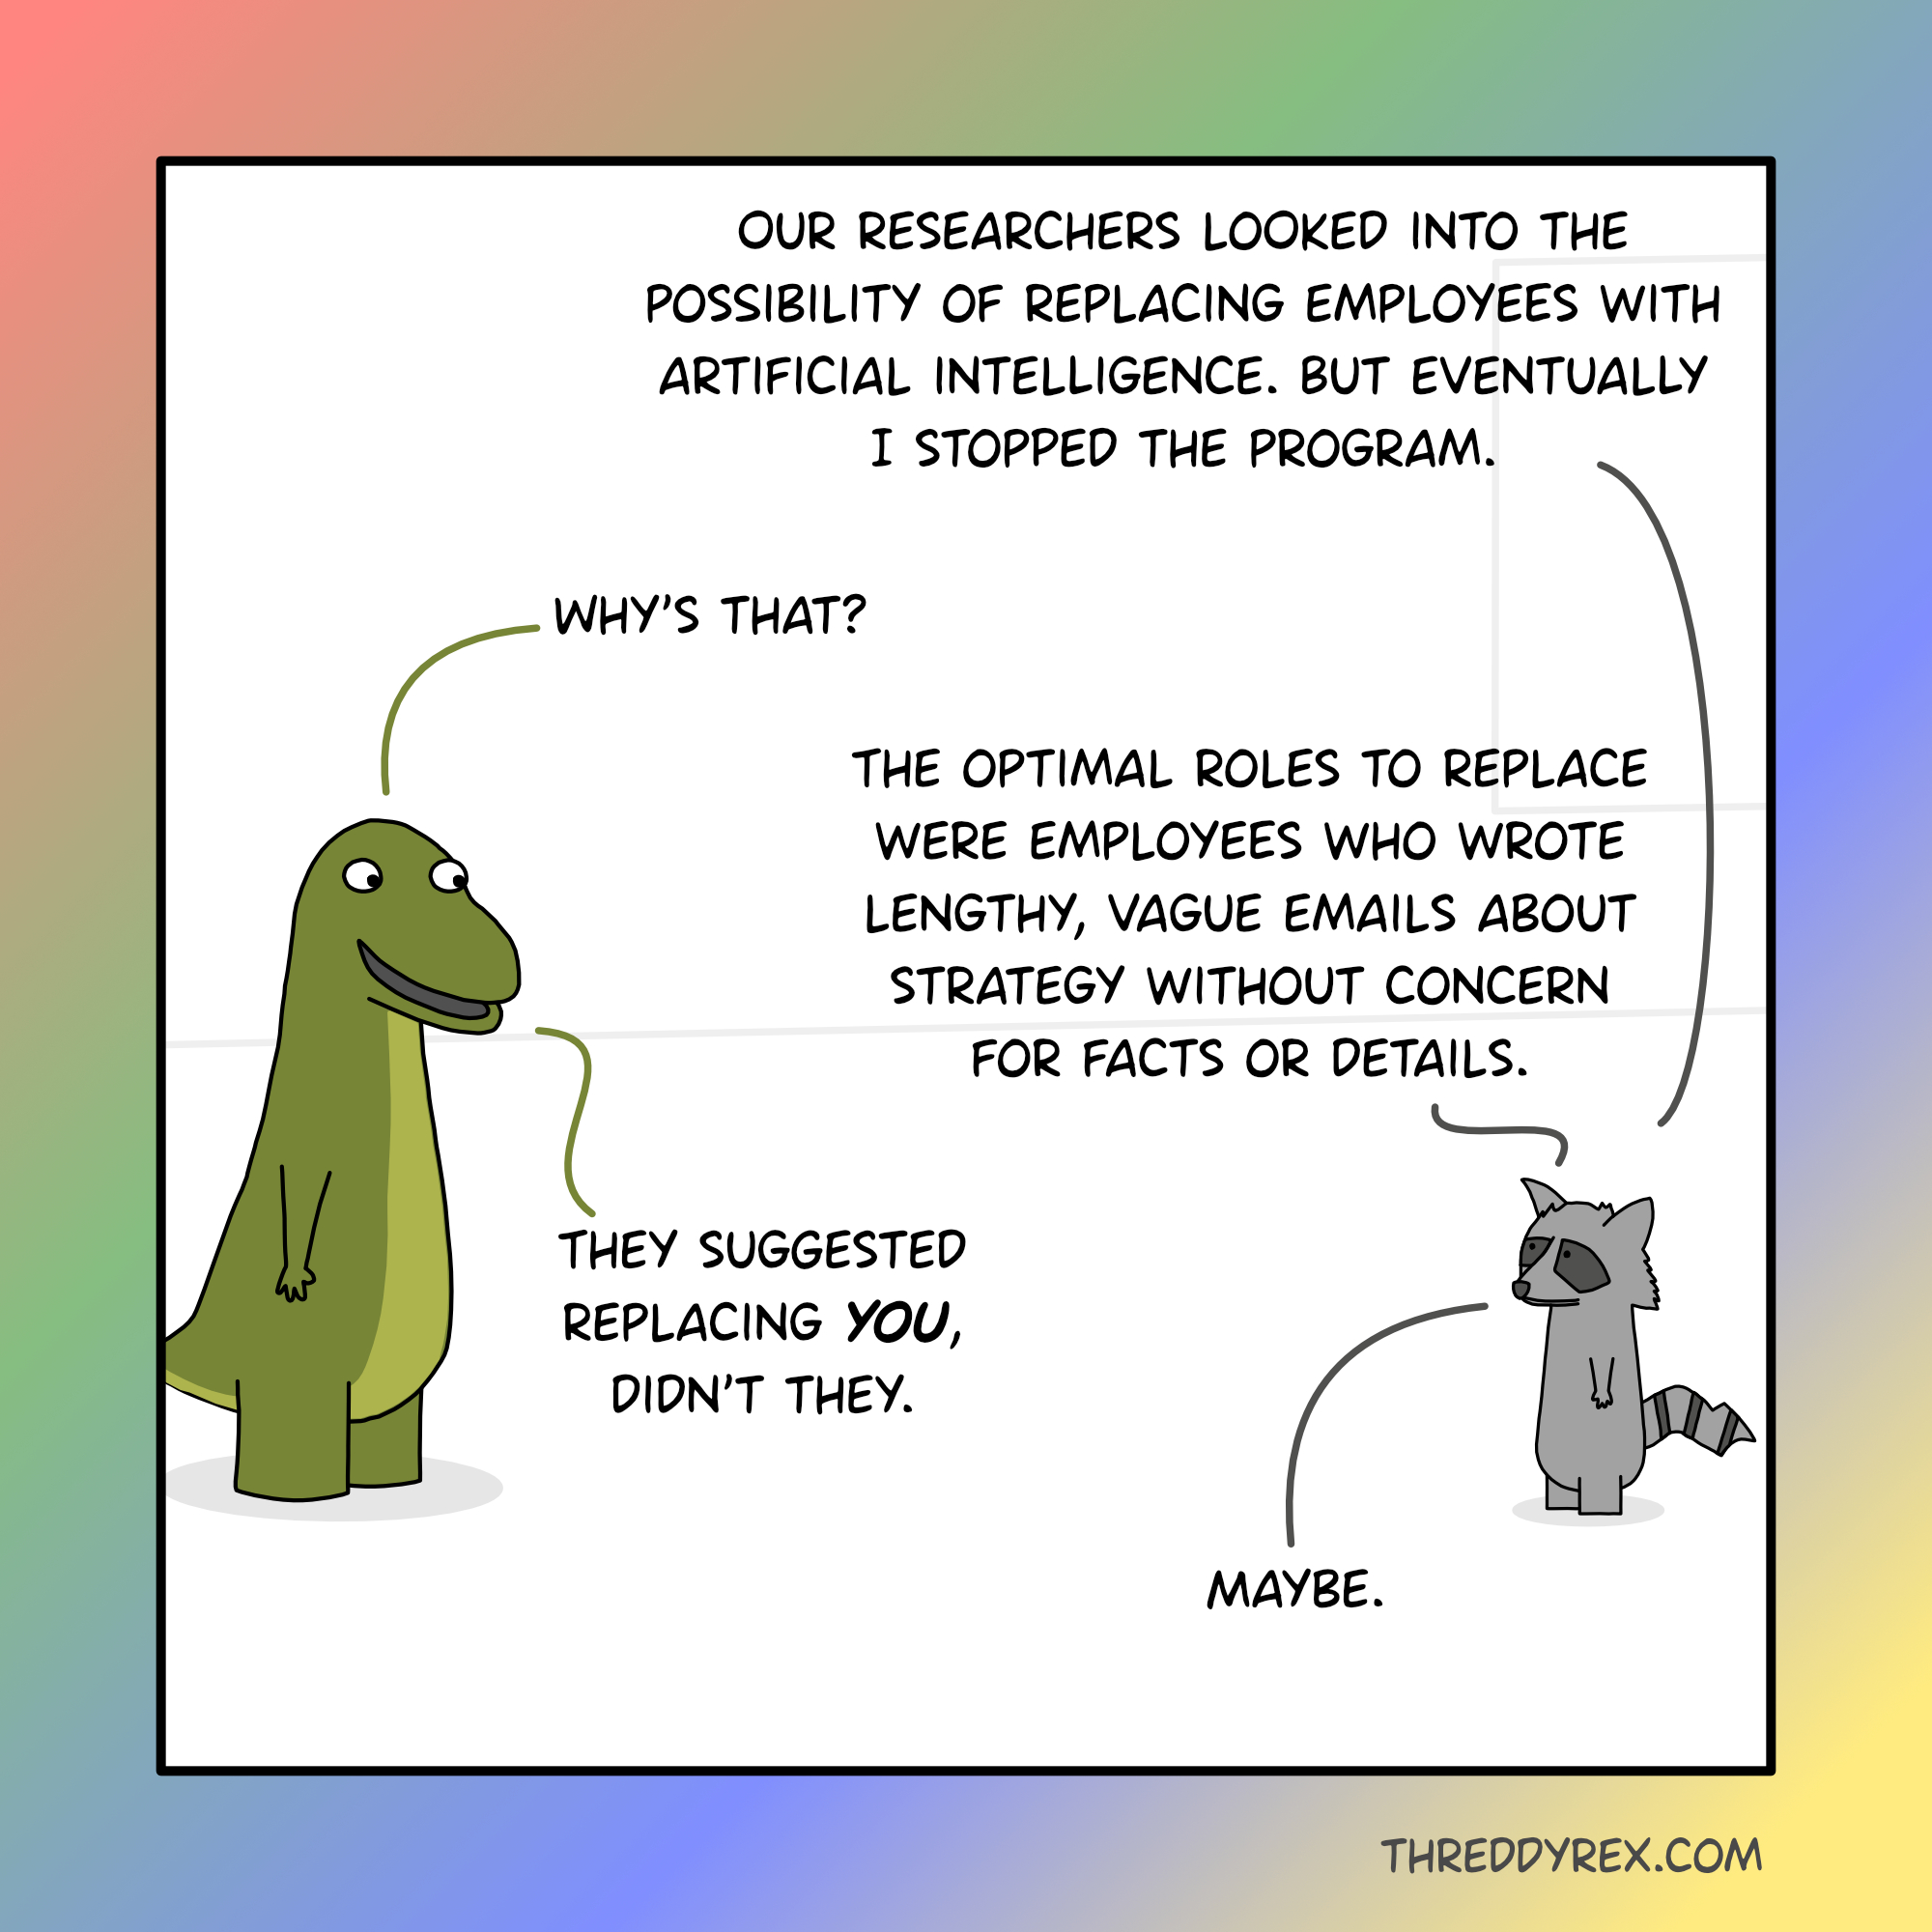 OUR RESEARCHERS LOOKED INTO THE
POSSIBILITY OF REPLACING EMPLOYEES WITH
ARTIFICIAL INTELLIGENCE. BUT EVENTUALLY
I STOPPED THE PROGRAM.
WHY'S THAT?
THE OPTIMAL ROLES TO REPLACE
WERE EMPLOYEES WHO WROTE
LENGTHY, VAGUE EMAILS ABOUT
STRATEGY WITHOUT CONCERN
FOR FACTS OR DETAILS.
THEY SUGGESTED
REPLACING YOU,
DIDN'T THEY.
MAYBE.
THREDDYREX.COM